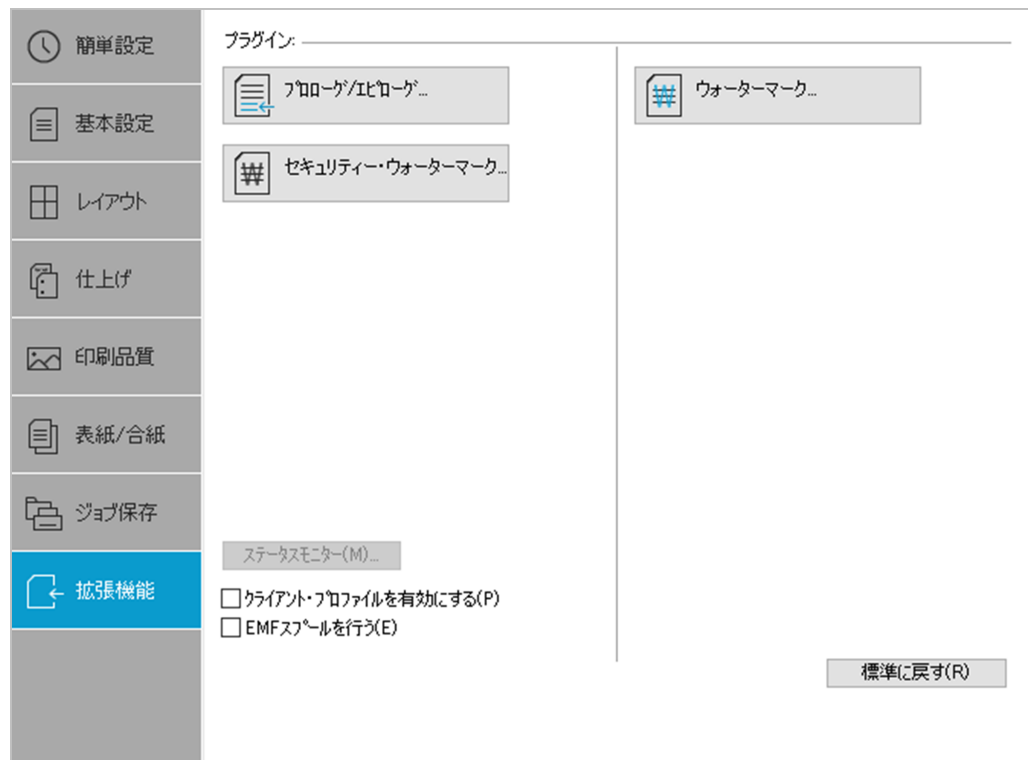 簡単設定
基本設定
レイアウト
仕上げ
印刷品質
表紙/合紙
ジョブ保存
拡張機能
プラグイン:
ﾌﾟﾛﾛｰｸﾞ/ｴﾋﾟﾛｰｸﾞ...
ウォーターマーク...
セキュリティー・ウォーターマーク...
ｽﾃｰﾀｽﾓﾆﾀｰ(M)...
ｸﾗｲｱﾝﾄ・ﾌﾟﾛﾌｧｲﾙを有効にする(P)
EMFｽﾌﾟｰﾙを行う(E)
標準に戻す(R)